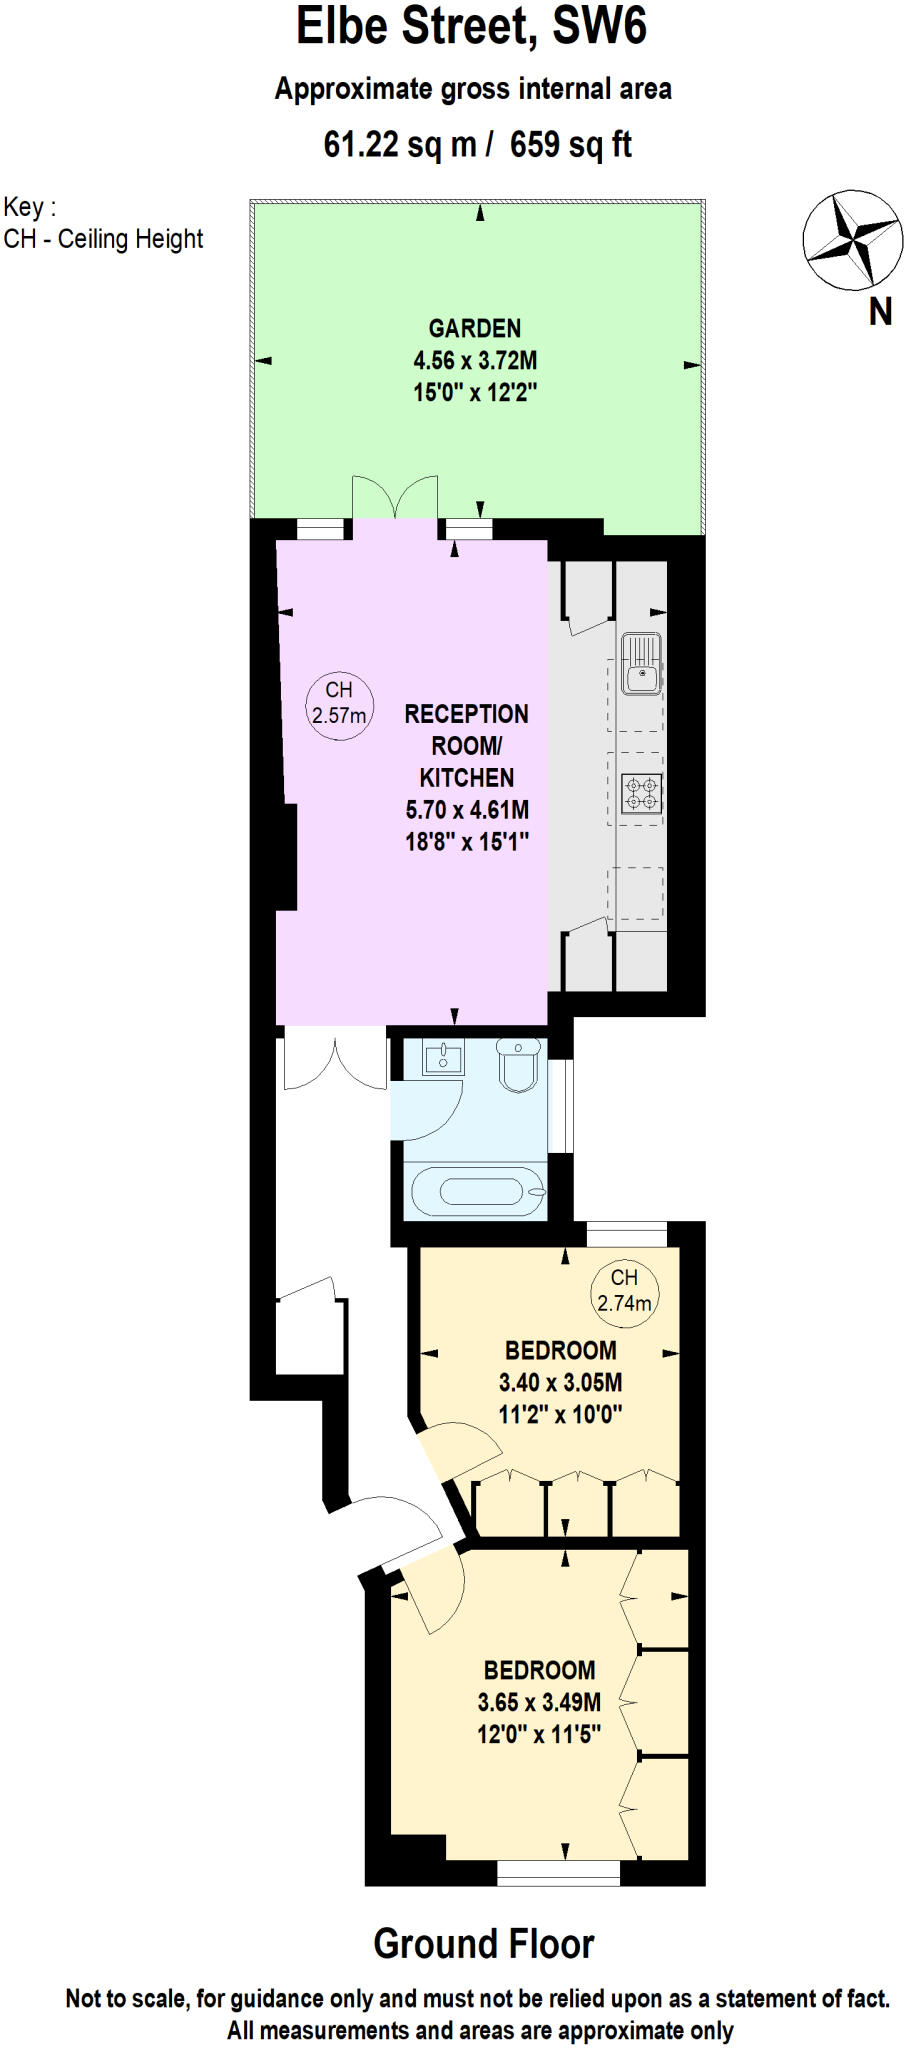 Elbe Street, SW6
Approximate gross internal area
61.22 sq m / 659 sq ft
Key :
CH - Ceiling Height
N
GARDEN
4.56 x 3.72M
15'0" x 12'2"
CH
2.57m
RECEPTION
ROOM/
KITCHEN
5.70 x 4.61M
18'8" x 15'1"
CH
2.74m
BEDROOM
3.40 x 3.05M
11'2" x 10'0"
BEDROOM
3.65 x 3.49M
12'0" x 11'5"
Ground Floor
Not to scale, for guidance only and must not be relied upon as a statement of fact.
All measurements and areas are approximate only